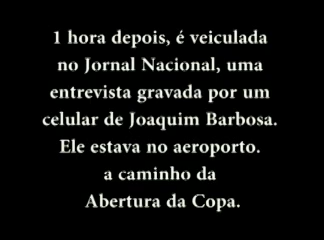 1 hora depois, é veiculada
no Jornal Nacional, uma
entrevista gravada por um
celular de Joaquim Barbosa.
Ele estava no aeroporto.
a caminho da
Abertura da Copa.